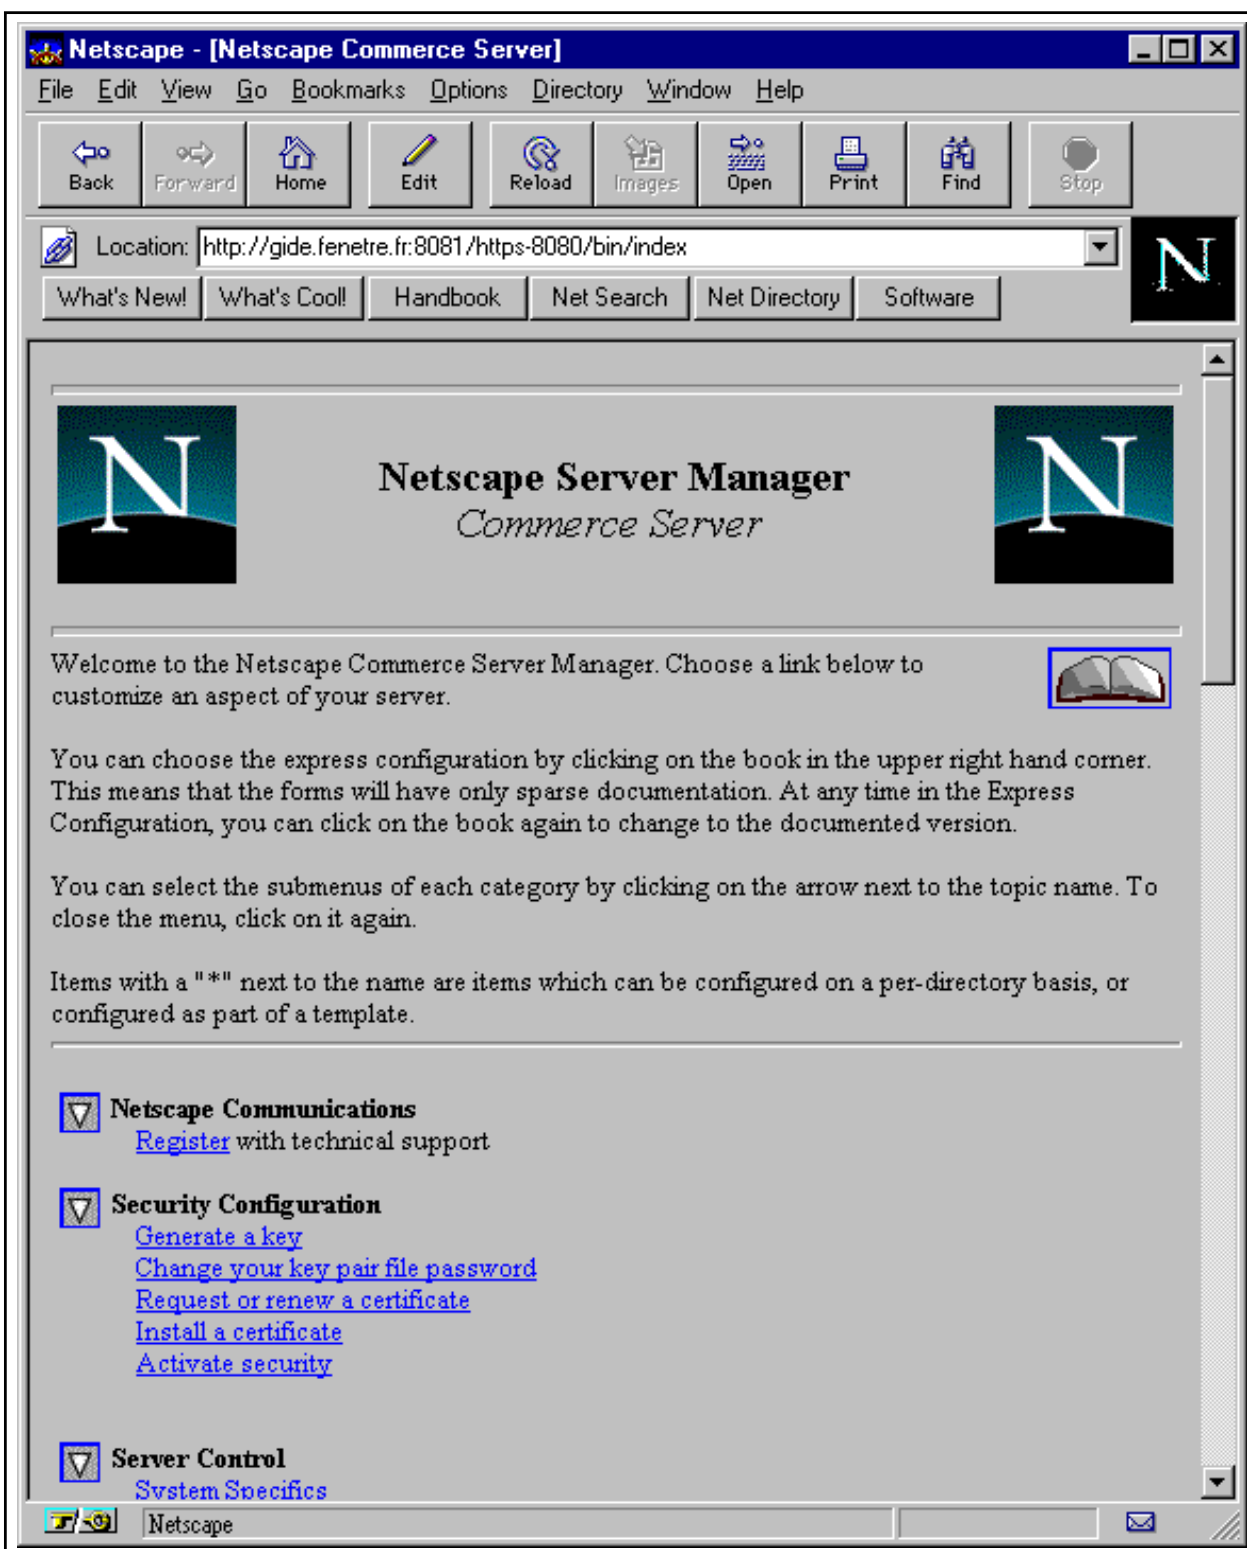 Netscape - [Netscape Commerce Server]
File Edit View Go Bookmarks Options Directory Window Help
Back Forward Home Edit Reload Images Open Print Find Stop
Location: http://gide.fenetre.fr:8081/https-8080/bin/index
N
What's New! What's Cool! Handbook Net Search Net Directory Software
N Netscape Server Manager N
Commerce Server
Welcome to the Netscape Commerce Server Manager. Choose a link below to
customize an aspect of your server.
You can choose the express configuration by clicking on the book in the upper right hand corner.
This means that the forms will have only sparse documentation. At any time in the Express
Configuration, you can click on the book again to change to the documented version.
You can select the submenus of each category by clicking on the arrow next to the topic name. To
close the menu, click on it again.
Items with a "*" next to the name are items which can be configured on a per-directory basis, or
configured as part of a template.
Netscape Communications
Register with technical support
Security Configuration
Generate a key
Change your key pair file password
Request or renew a certificate
Install a certificate
Activate security
Server Control
System Specifics
Netscape